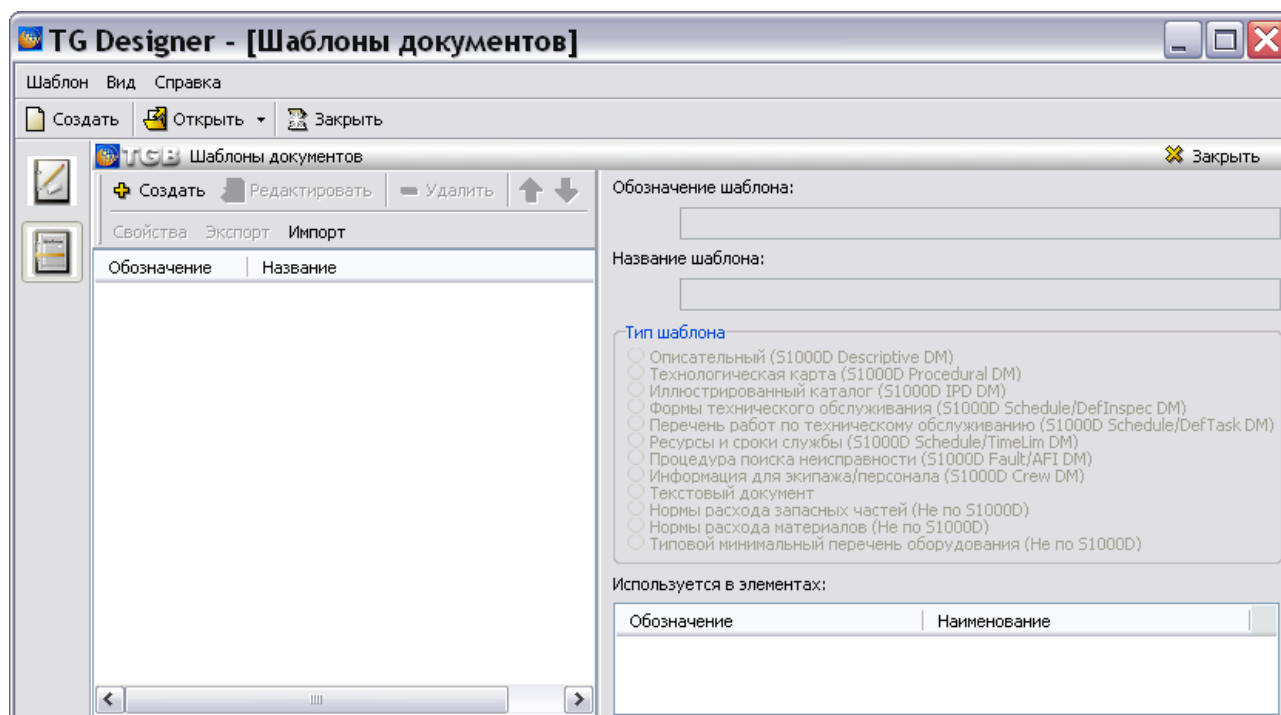 TG Designer - [Шаблоны документов]
Шаблон Вид Справка
Создать Открыть Закрыть
TGB Шаблоны документов Закрыть
Создать Редактировать Удалить
Свойства Экспорт Импорт
Обозначение Название
Обозначение шаблона:
Название шаблона:
Тип шаблона
Описательный (S1000D Descriptive DM)
Технологическая карта (S1000D Procedural DM)
Иллюстрированный каталог (S1000D IPD DM)
Формы технического обслуживания (S1000D Schedule/DefInspec DM)
Перечень работ по техническому обслуживанию (S1000D Schedule/DefTask DM)
Ресурсы и сроки службы (S1000D Schedule/TimeLim DM)
Процедура поиска неисправности (S1000D Fault/AFI DM)
Информация для экипажа/персонала (S1000D Crew DM)
Текстовый документ
Нормы расхода запасных частей (Не по S1000D)
Нормы расхода материалов (Не по S1000D)
Типовой минимальный перечень оборудования (Не по S1000D)
Используется в элементах:
Обозначение Наименование